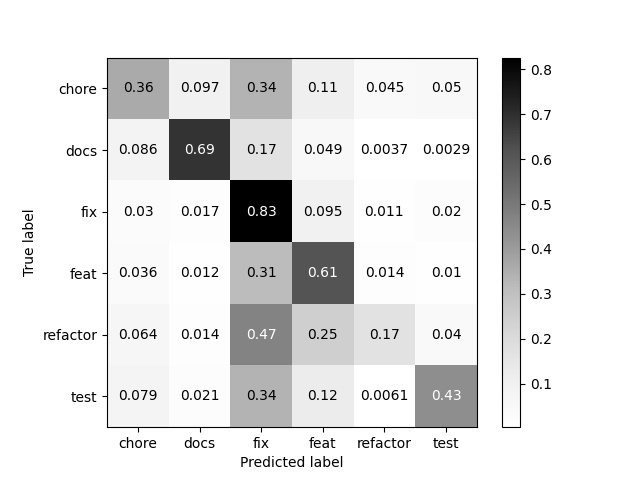 chore 0.36 0.097 0.34 0.11 0.045 0.05
docs 0.086 0.69 0.17 0.049 0.0037 0.0029
fix 0.03 0.017 0.83 0.095 0.011 0.02
feat 0.036 0.012 0.31 0.61 0.014 0.01
refactor 0.064 0.014 0.47 0.25 0.17 0.04
test 0.079 0.021 0.34 0.12 0.0061 0.43
chore docs fix feat refactor test
Predicted label
True label
0.8
0.7
0.6
0.5
0.4
0.3
0.2
0.1